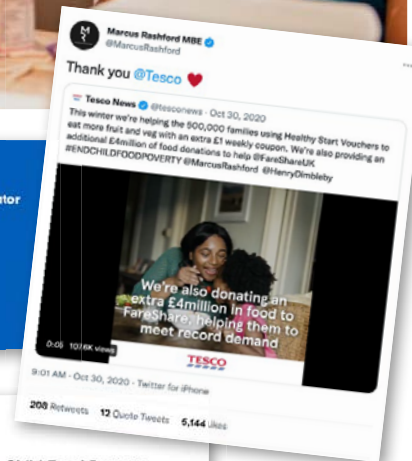 Marcus Rashford MBE
@MarcusRashford
Thank you @Tesco ❤️
Tesco News @tesconews · Oct 30, 2020
This winter we're helping the 500,000 families using Healthy Start Vouchers to
eat more fruit and veg with an extra £1 weekly coupon. We're also providing an
additional £4million of food donations to help @FareShareUK
#ENDCHILDFOODPOVERTY @MarcusRashford @HenryDimbleby
We're also donating an
extra £4million in food to
FareShare, helping them to
meet record demand
0:05 107.6K views
TESCO
9:01 AM · Oct 30, 2020 · Twitter for iPhone
208 Retweets 12 Quote Tweets 5,144 Likes